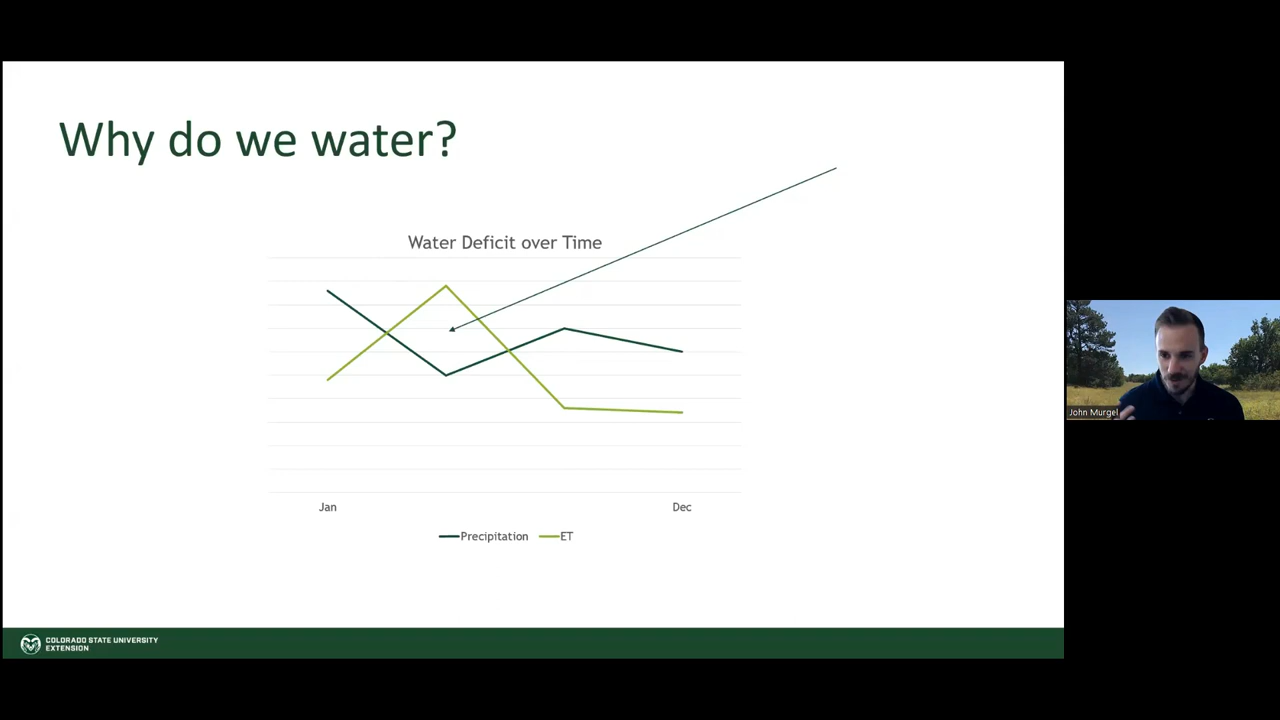 Why do we water?
Water Deficit over Time
Jan Dec
Precipitation ET
John Murgel
COLORADO STATE UNIVERSITY
EXTENSION